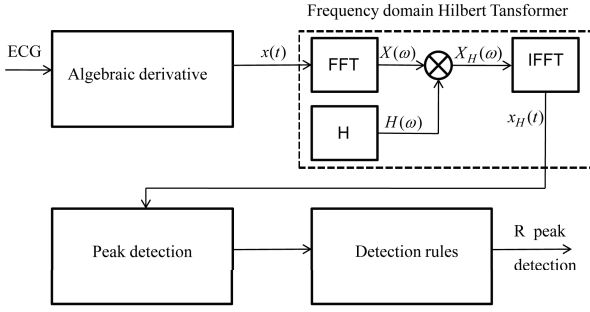 Frequency domain Hilbert Tansformer
ECG
Algebraic derivative
x(t)
FFT
X(ω)
X_H(ω)
IFFT
H
H(ω)
x_H(t)
Peak detection
Detection rules
R peak
detection